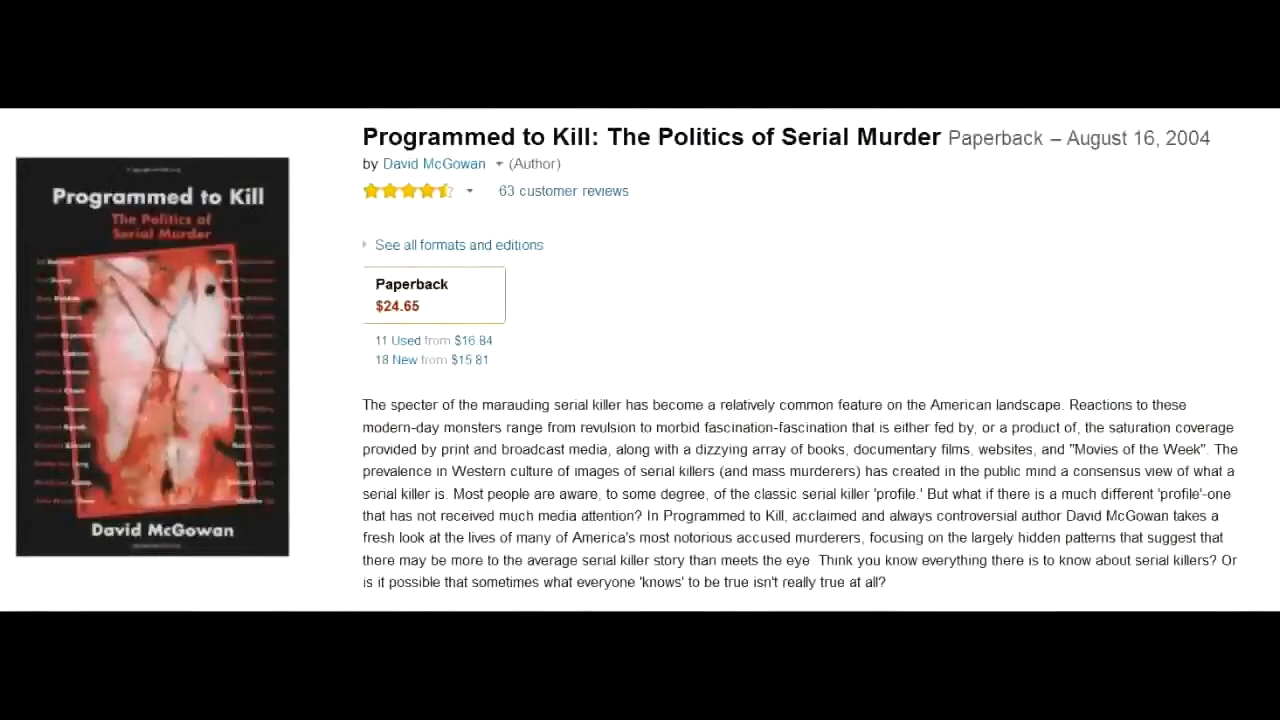 Programmed to Kill: The Politics of Serial Murder Paperback – August 16, 2004
by David McGowan (Author)
63 customer reviews
See all formats and editions
Paperback
$24.65
11 Used from $16.84
18 New from $15.81
The specter of the marauding serial killer has become a relatively common feature on the American landscape. Reactions to these
modern-day monsters range from revulsion to morbid fascination-fascination that is either fed by, or a product of, the saturation coverage
provided by print and broadcast media, along with a dizzying array of books, documentary films, websites, and "Movies of the Week". The
prevalence in Western culture of images of serial killers (and mass murderers) has created in the public mind a consensus view of what a
serial killer is. Most people are aware, to some degree, of the classic serial killer 'profile.' But what if there is a much different 'profile'-one
that has not received much media attention? In Programmed to Kill, acclaimed and always controversial author David McGowan takes a
fresh look at the lives of many of America's most notorious accused murderers, focusing on the largely hidden patterns that suggest that
there may be more to the average serial killer story than meets the eye. Think you know everything there is to know about serial killers? Or
is it possible that sometimes what everyone 'knows' to be true isn't really true at all?
Programmed to Kill
The Politics of
Serial Murder
David McGowan